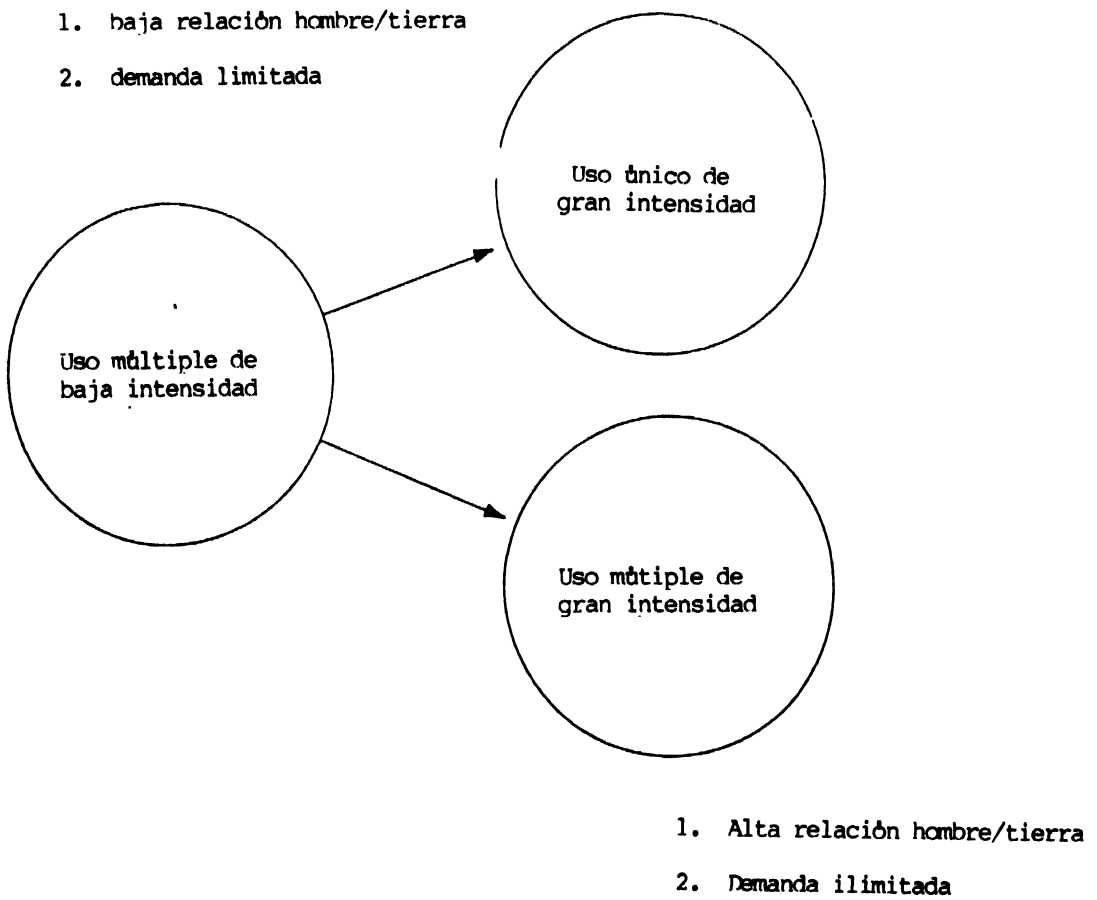 1. baja relación hombre/tierra
2. demanda limitada
Uso único de
gran intensidad
Uso múltiple de
baja intensidad
Uso mútiple de
gran intensidad
1. Alta relación hombre/tierra
2. Demanda ilimitada